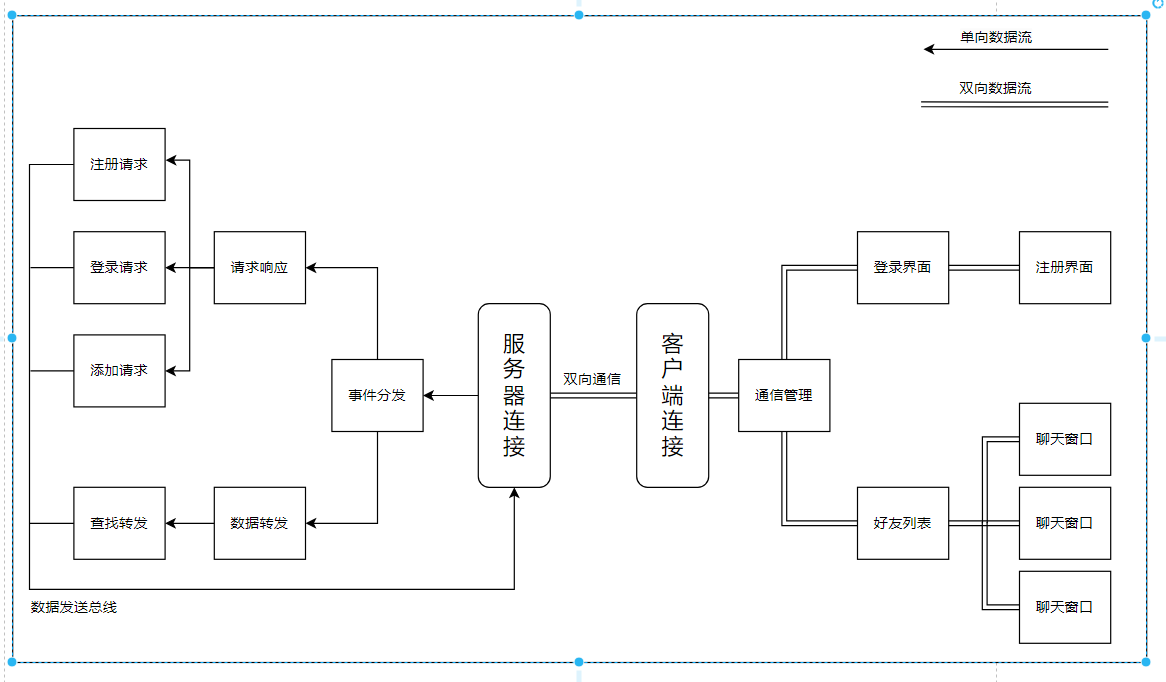 单向数据流
双向数据流
注册请求
登录请求
请求响应
登录界面
注册界面
服务器连接
客户端连接
添加请求
双向通信
事件分发
通信管理
聊天窗口
查找转发
数据转发
好友列表
聊天窗口
数据发送总线
聊天窗口